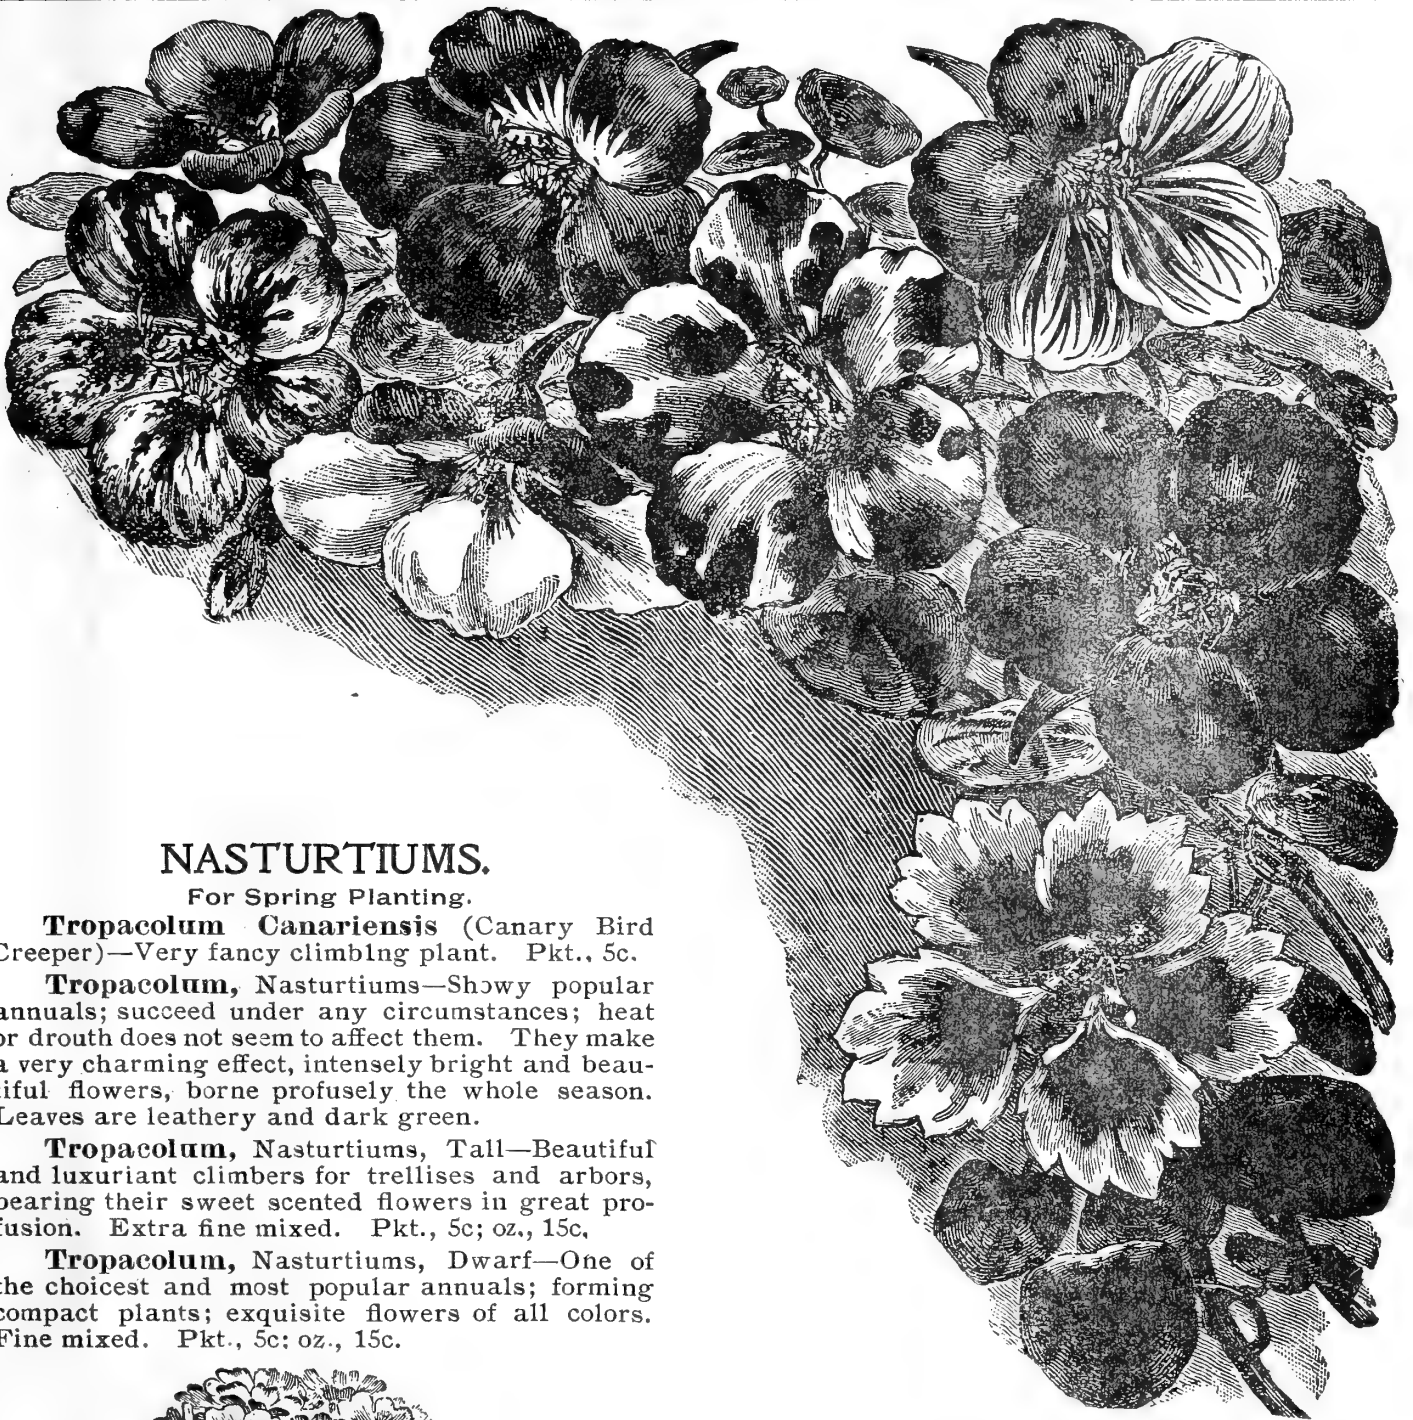 NASTURTIUMS.
For Spring Planting.
Tropacolum Canariensis (Canary Bird
Creeper)—Very fancy climbing plant. Pkt., 5c.
Tropacolum, Nasturtiums—Showy popular
annuals; succeed under any circumstances; heat
or drouth does not seem to affect them. They make
a very charming effect, intensely bright and beau-
tiful flowers, borne profusely the whole season.
Leaves are leathery and dark green.
Tropacolum, Nasturtiums, Tall—Beautiful
and luxuriant climbers for trellises and arbors,
bearing their sweet scented flowers in great pro-
fusion. Extra fine mixed. Pkt., 5c; oz., 15c.
Tropacolum, Nasturtiums, Dwarf—One of
the choicest and most popular annuals; forming
compact plants; exquisite flowers of all colors.
Fine mixed. Pkt., 5c; oz., 15c.